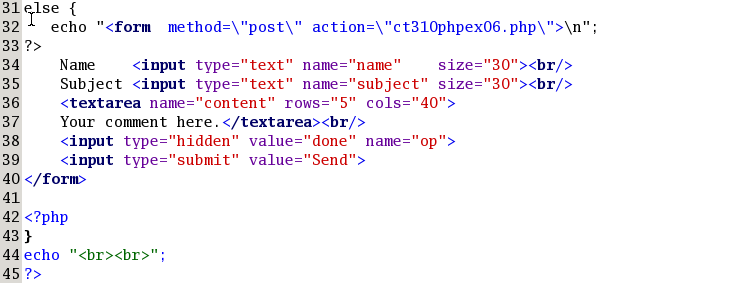 31 else {
32    echo "<form  method=\"post\" action=\"ct310phpex06.php\">\n";
33 ?>
34     Name    <input type="text" name="name"    size="30"><br/>
35     Subject <input type="text" name="subject" size="30"><br/>
36     <textarea name="content" rows="5" cols="40">
37     Your comment here.</textarea><br/>
38     <input type="hidden" value="done" name="op">
39     <input type="submit" value="Send">
40 </form>
41
42 <?php
43 }
44 echo "<br><br>";
45 ?>